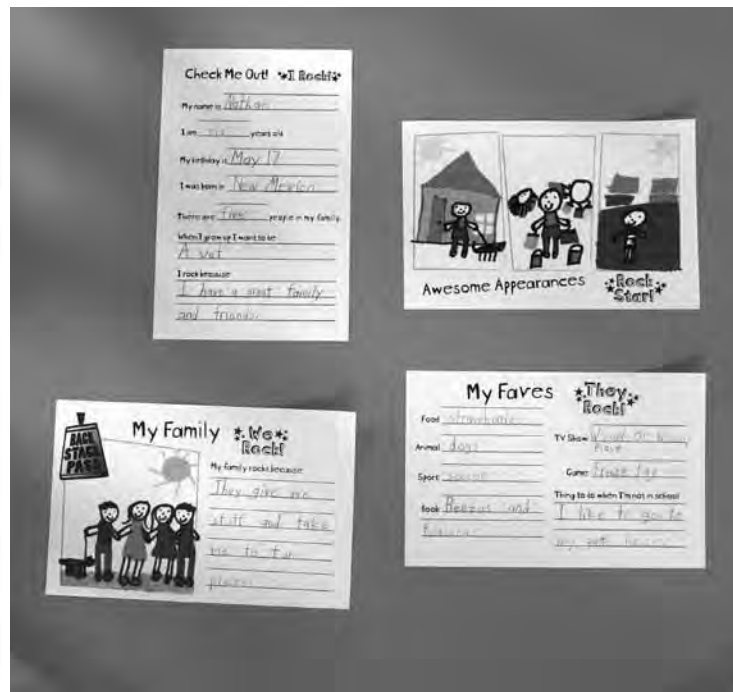 Check Me Out! I Rock!
My name is Nathan
I am six years old
My birthday is May 17
I was born in New Mexico
There are five people in my family.
When I grow up I want to be
A vet
I rock because
I have a great family
and friends.
Awesome Appearances
Rock
Star!
BACK
STAGE
PASS
My Family We
Rock!
My family rocks because
They give me
stuff and take
me to fun
places.
My Faves They
Rock!
Food
Animal dogs
Sport soccer
Book Beezus and
Ramona
TV Show
Game freeze tag
Thing to do when I'm not in school
I like to go to
my house